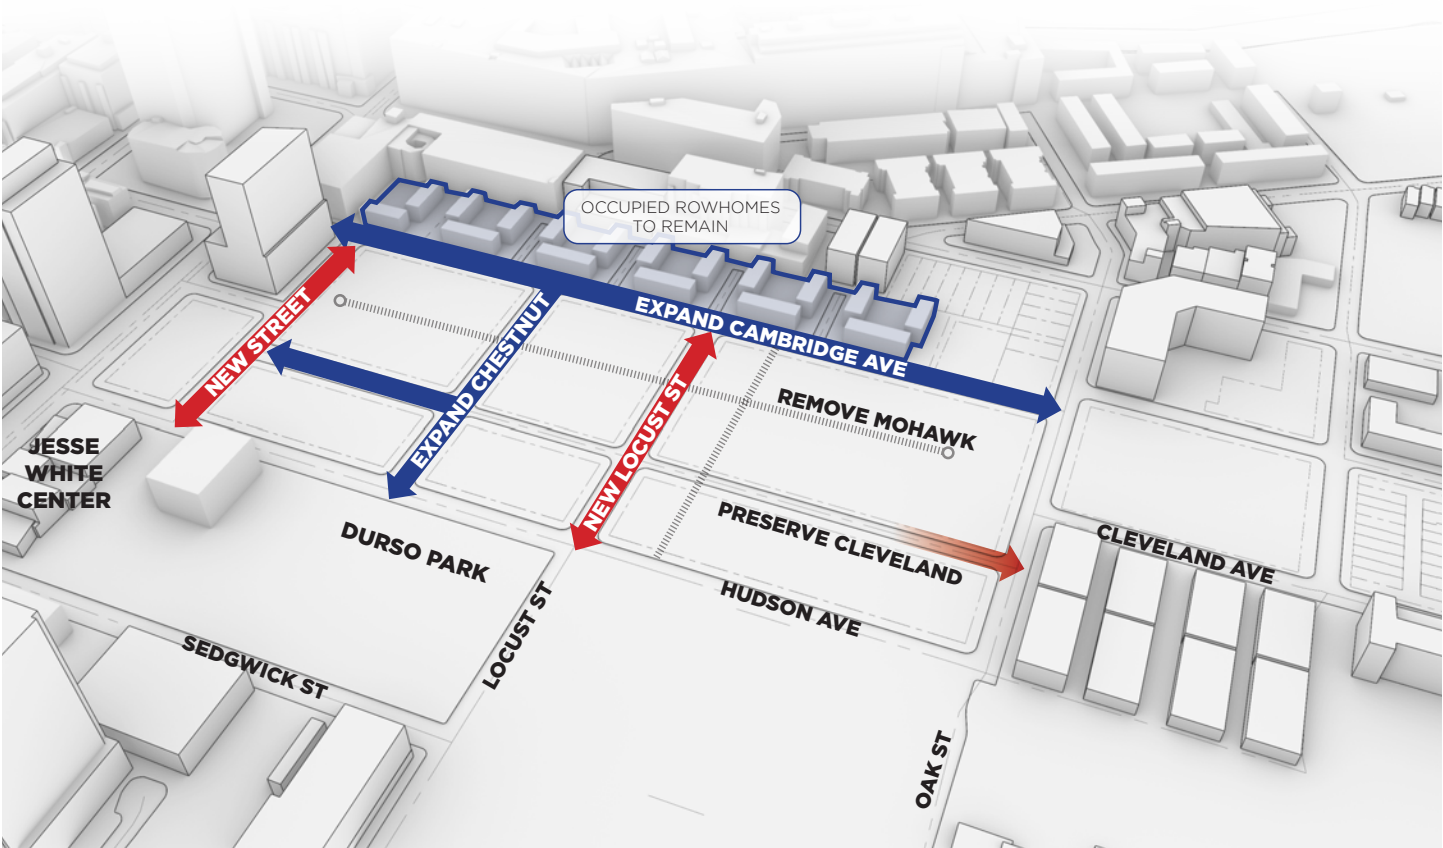 OCCUPIED ROWHOMES
TO REMAIN
EXPAND CAMBRIDGE AVE
NEW STREET
EXPAND CHESTNUT
NEW LOCUST ST
REMOVE MOHAWK
JESSE
WHITE
CENTER
DURSO PARK
PRESERVE CLEVELAND
CLEVELAND AVE
HUDSON AVE
LOCUST ST
SEDGWICK ST
OAK ST